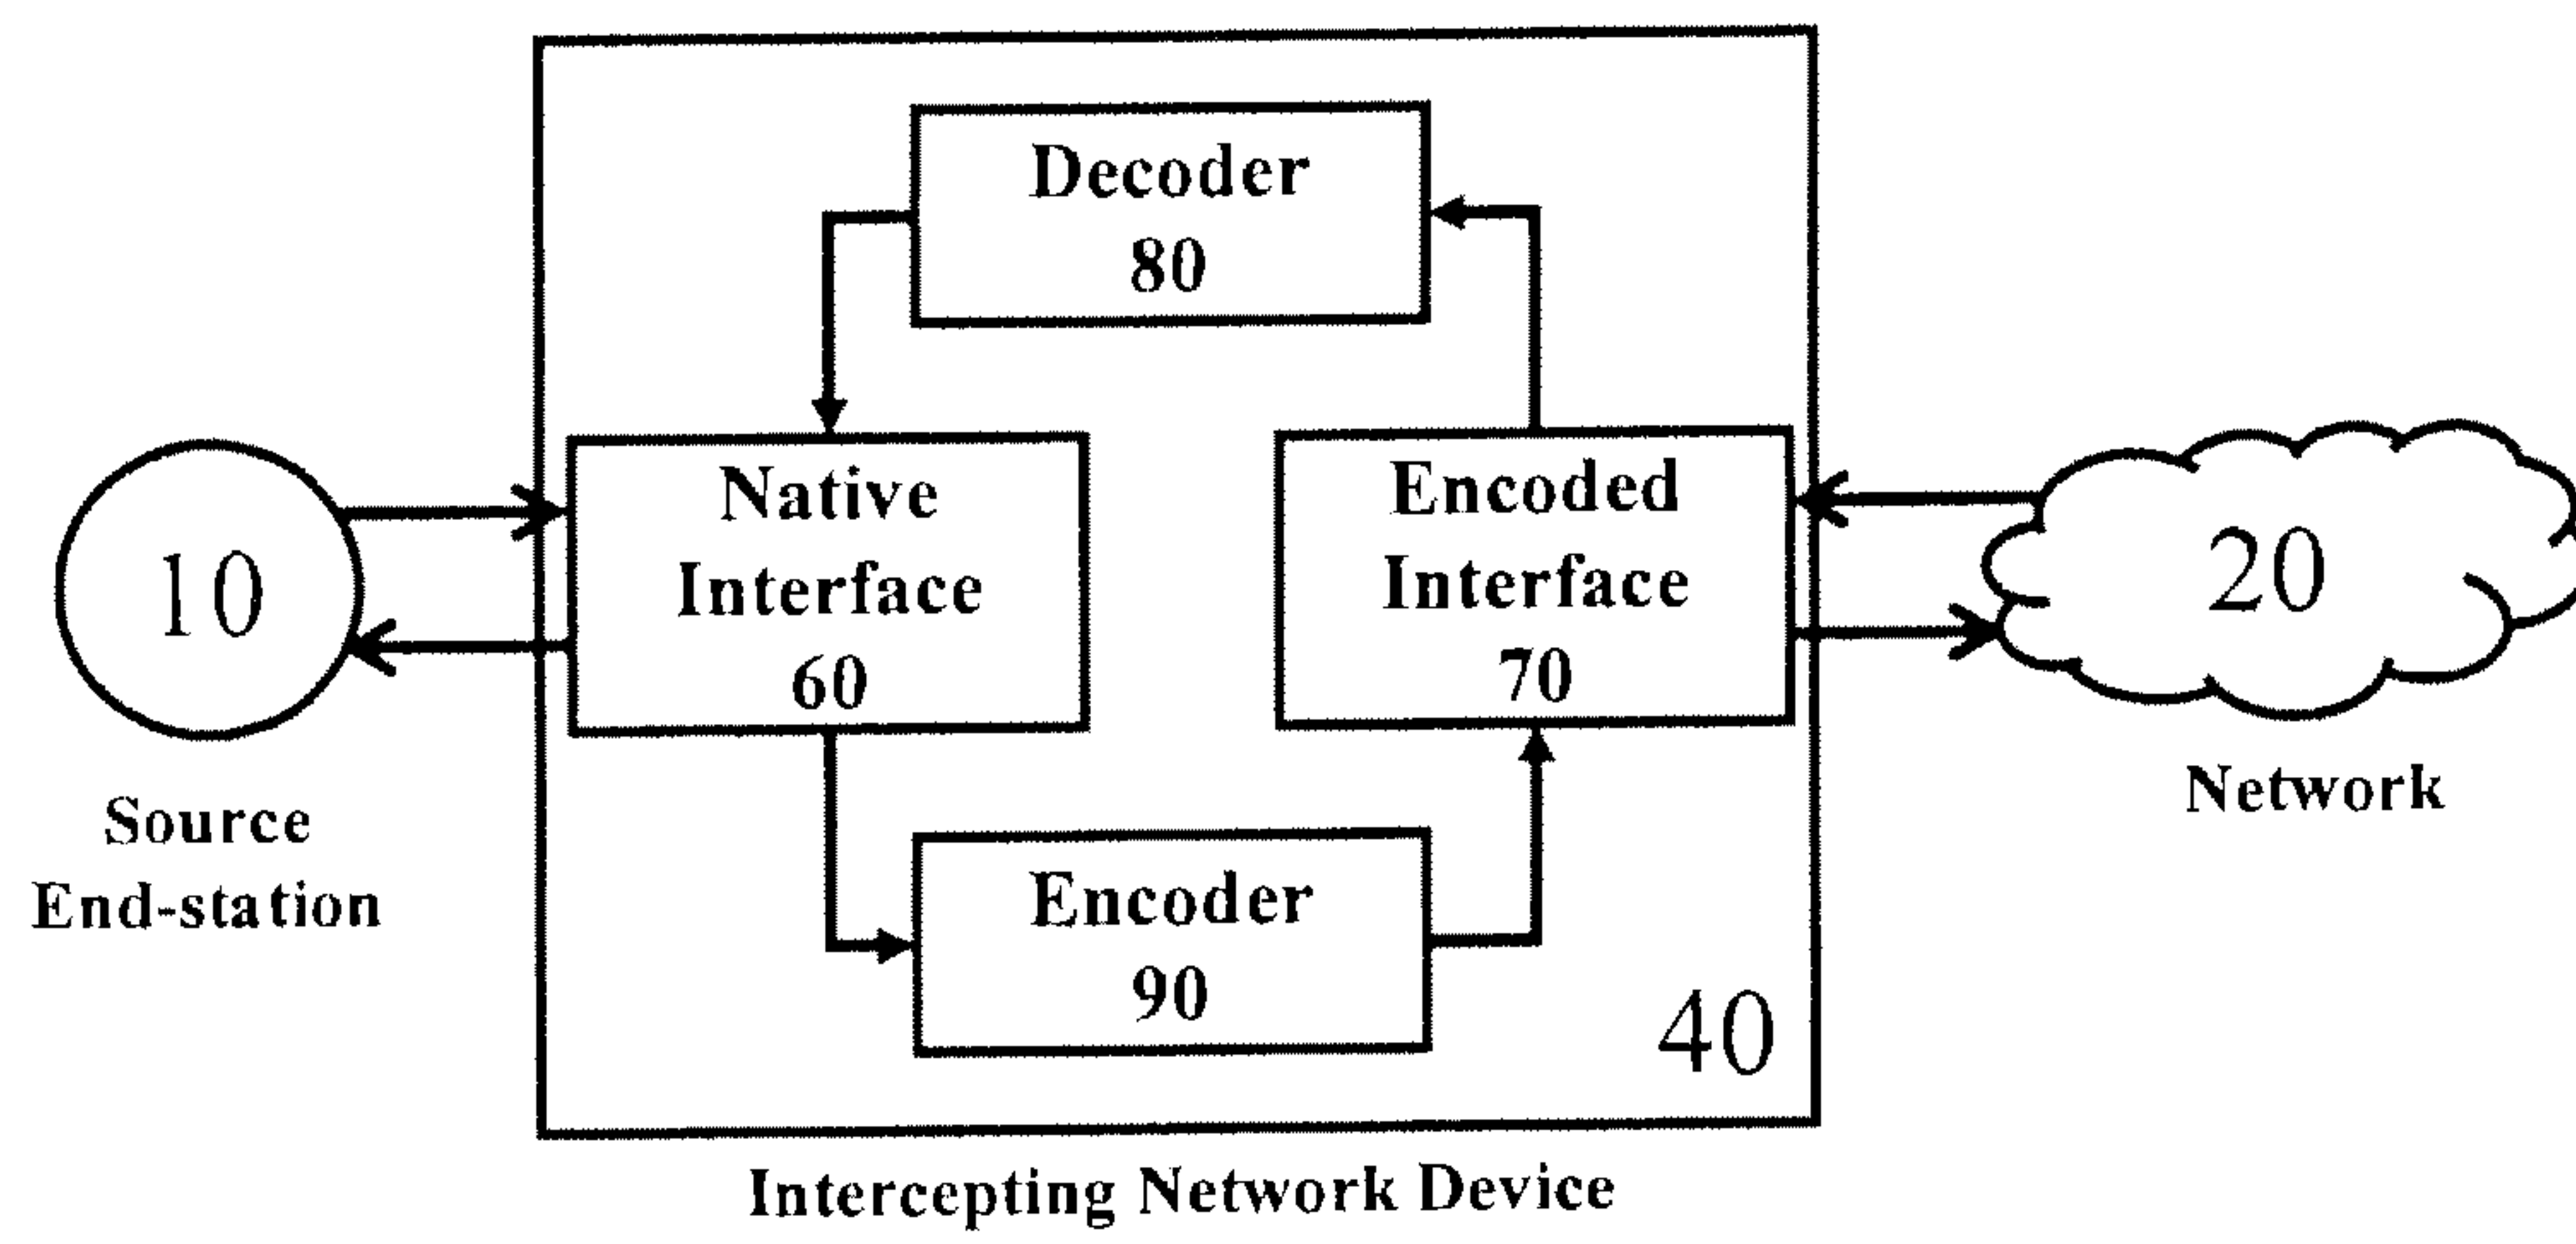 Decoder
80
Native
Interface
60
Encoded
Interface
70
10
Source
End-station
20
Network
Encoder
90
40
Intercepting Network Device